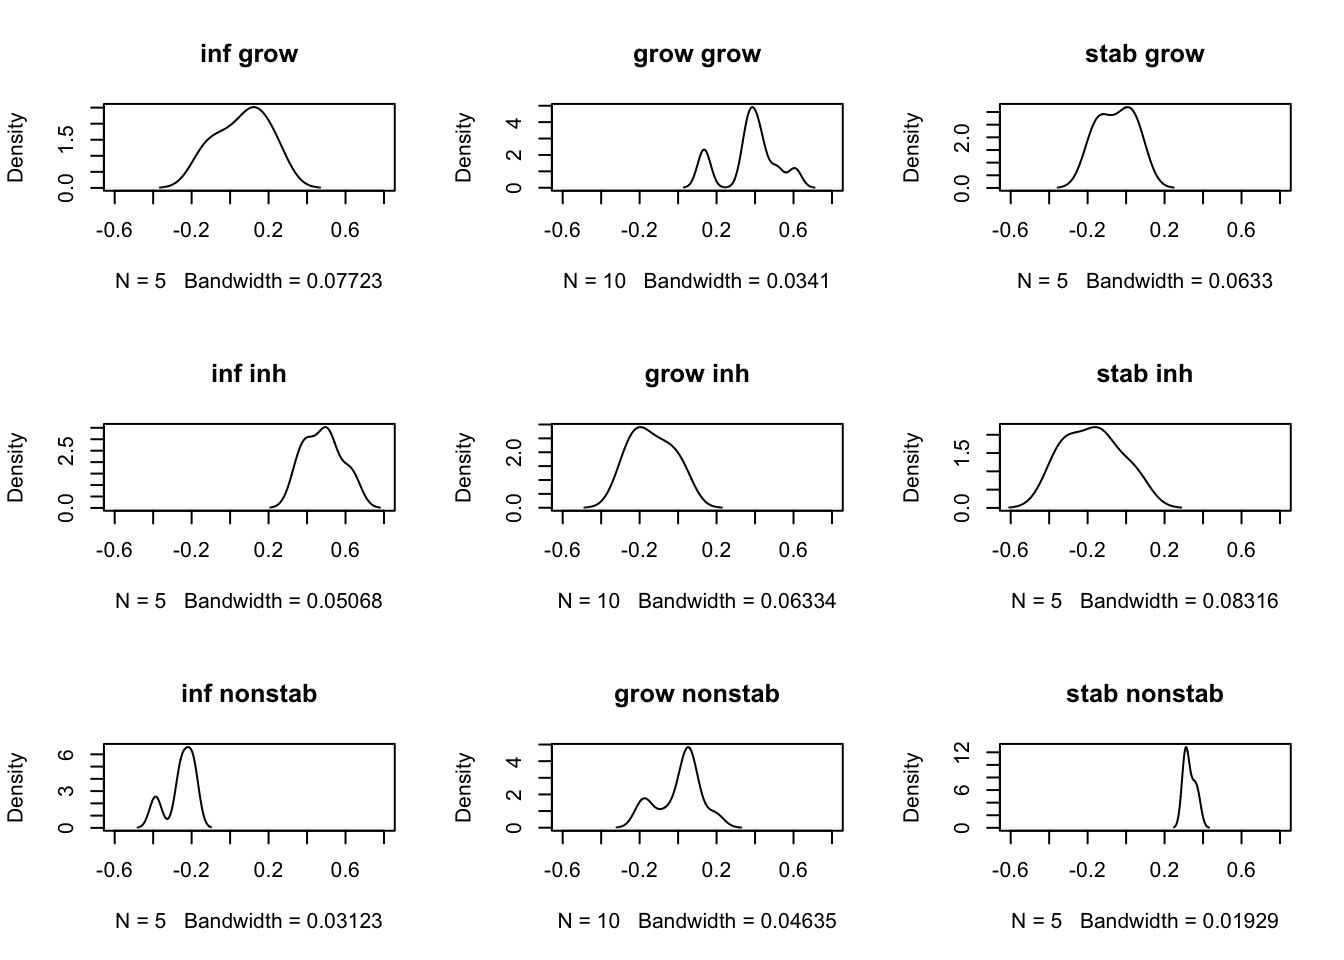 inf grow
grow grow
stab grow
Density
0.0 1.5
-0.6 -0.2 0.2 0.6
N = 5 Bandwidth = 0.07723
Density
0 2 4
-0.6 -0.2 0.2 0.6
N = 10 Bandwidth = 0.0341
Density
0.0 2.0
-0.6 -0.2 0.2 0.6
N = 5 Bandwidth = 0.0633
inf inh
grow inh
stab inh
Density
0.0 2.5
-0.6 -0.2 0.2 0.6
N = 5 Bandwidth = 0.05068
Density
0.0 2.0
-0.6 -0.2 0.2 0.6
N = 10 Bandwidth = 0.06334
Density
0.0 1.5
-0.6 -0.2 0.2 0.6
N = 5 Bandwidth = 0.08316
inf nonstab
grow nonstab
stab nonstab
Density
0 3 6
-0.6 -0.2 0.2 0.6
N = 5 Bandwidth = 0.03123
Density
0 2 4
-0.6 -0.2 0.2 0.6
N = 10 Bandwidth = 0.04635
Density
0 6 12
-0.6 -0.2 0.2 0.6
N = 5 Bandwidth = 0.01929